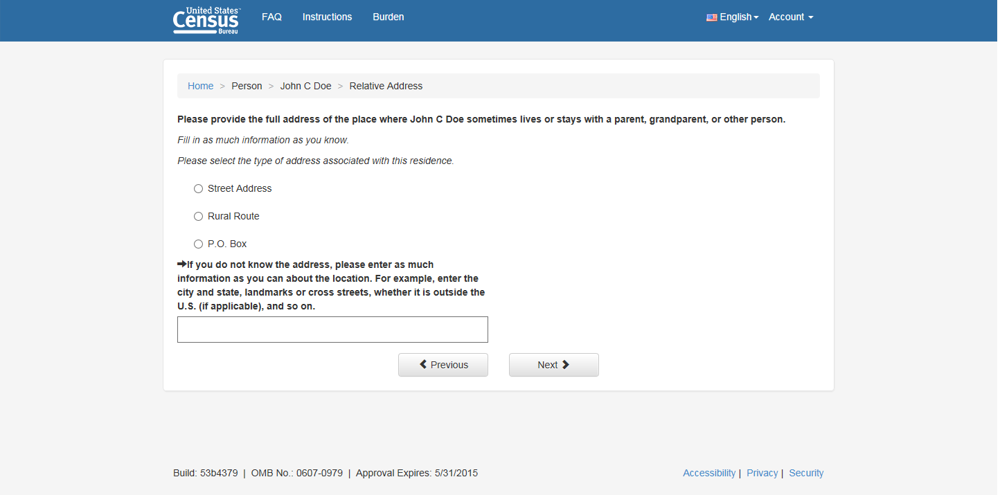 United States™
Census
Bureau
FAQ Instructions Burden English Account
Home > Person > John C Doe > Relative Address
Please provide the full address of the place where John C Doe sometimes lives or stays with a parent, grandparent, or other person.
Fill in as much information as you know.
Please select the type of address associated with this residence.
Street Address
Rural Route
P.O. Box
➡If you do not know the address, please enter as much
information as you can about the location. For example, enter the
city and state, landmarks or cross streets, whether it is outside the
U.S. (if applicable), and so on.
Previous Next
Build: 53b4379 | OMB No.: 0607-0979 | Approval Expires: 5/31/2015 Accessibility | Privacy | Security